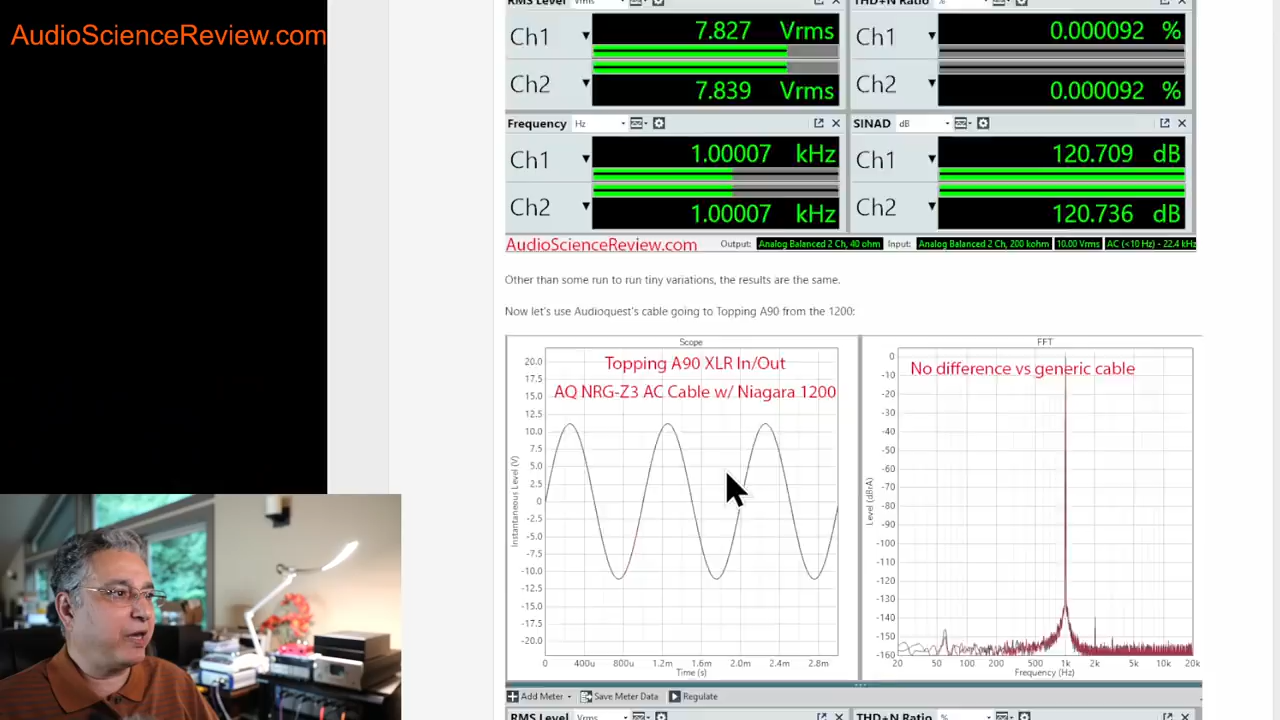 AudioScienceReview.com
RMS Level Vrms
THD+N Ratio %
Ch1 7.827 Vrms
Ch1 0.000092 %
Ch2 7.839 Vrms
Ch2 0.000092 %
Frequency Hz
SINAD dB
Ch1 1.00007 kHz
Ch1 120.709 dB
Ch2 1.00007 kHz
Ch2 120.736 dB
AudioScienceReview.com Output: Analog Balanced 2 Ch, 40 ohm Input: Analog Balanced 2 Ch, 200 kohm 10.00 Vrms AC (<10 Hz) - 22.4 kHz
Other than some run to run tiny variations, the results are the same.
Now let's use Audioquest's cable going to Topping A90 from the 1200:
Scope
Topping A90 XLR In/Out
AQ NRG-Z3 AC Cable w/ Niagara 1200
Instantaneous Level (V)
20.0
17.5
15.0
12.5
10.0
7.5
5.0
2.5
0
-2.5
-5.0
-7.5
-10.0
-12.5
-15.0
-17.5
-20.0
0 400u 800u 1.2m 1.6m 2.0m 2.4m 2.8m
Time (s)
FFT
No difference vs generic cable
Level (dBrA)
0
-10
-20
-30
-40
-50
-60
-70
-80
-90
-100
-110
-120
-130
-140
-150
-160
20 50 100 200 500 1k 2k 5k 10k 20k
Frequency (Hz)
Add Meter Save Meter Data Regulate
RMS Level Vrms
THD+N Ratio %